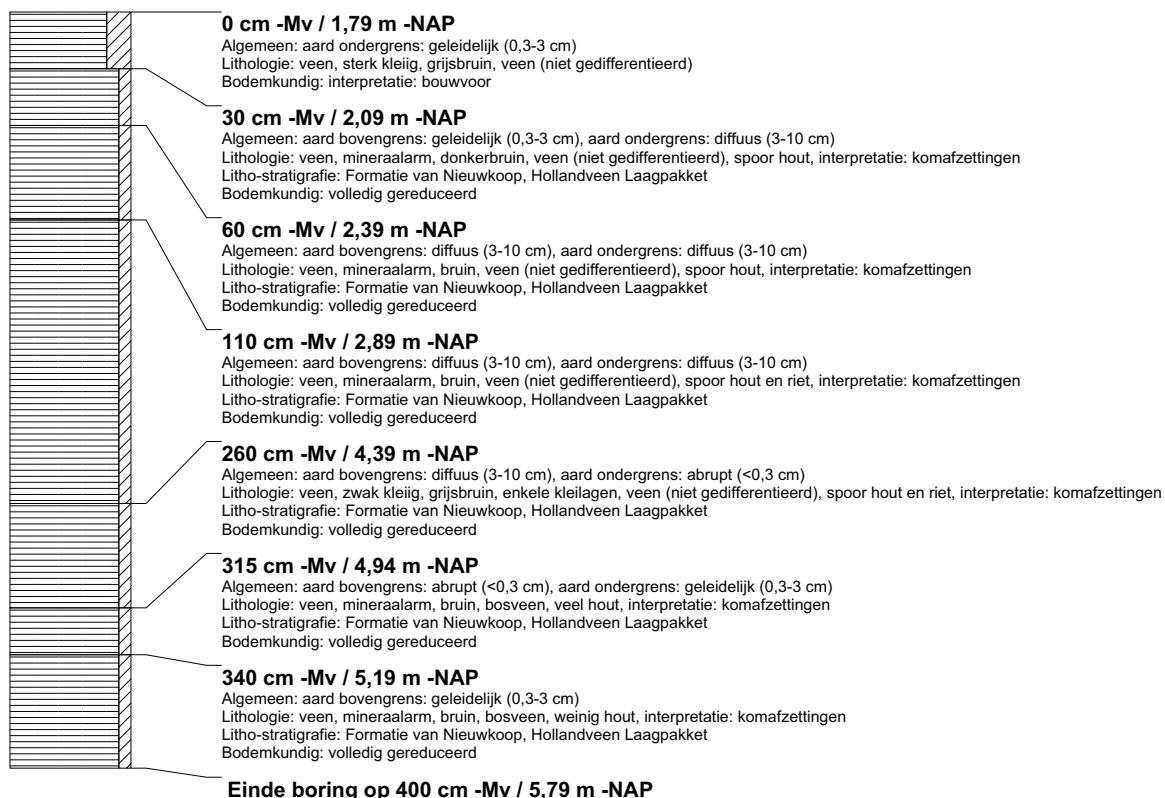 0 cm -Mv / 1,79 m -NAP
Algemeen: aard ondergrens: geleidelijk (0,3-3 cm)
Lithologie: veen, sterk kleiig, grijsbruin, veen (niet gedifferentieerd)
Bodemkundig: interpretatie: bouwvoor
30 cm -Mv / 2,09 m -NAP
Algemeen: aard bovengrens: geleidelijk (0,3-3 cm), aard ondergrens: diffuus (3-10 cm)
Lithologie: veen, mineraalarm, donkerbruin, veen (niet gedifferentieerd), spoor hout, interpretatie: komafzettingen
Litho-stratigrafie: Formatie van Nieuwkoop, Hollandveen Laagpakket
Bodemkundig: volledig gereduceerd
60 cm -Mv / 2,39 m -NAP
Algemeen: aard bovengrens: diffuus (3-10 cm), aard ondergrens: diffuus (3-10 cm)
Lithologie: veen, mineraalarm, bruin, veen (niet gedifferentieerd), spoor hout, interpretatie: komafzettingen
Litho-stratigrafie: Formatie van Nieuwkoop, Hollandveen Laagpakket
Bodemkundig: volledig gereduceerd
110 cm -Mv / 2,89 m -NAP
Algemeen: aard bovengrens: diffuus (3-10 cm), aard ondergrens: diffuus (3-10 cm)
Lithologie: veen, mineraalarm, bruin, veen (niet gedifferentieerd), spoor hout en riet, interpretatie: komafzettingen
Litho-stratigrafie: Formatie van Nieuwkoop, Hollandveen Laagpakket
Bodemkundig: volledig gereduceerd
260 cm -Mv / 4,39 m -NAP
Algemeen: aard bovengrens: diffuus (3-10 cm), aard ondergrens: abrupt (<0,3 cm)
Lithologie: veen, zwak kleiig, grijsbruin, enkele kleilagen, veen (niet gedifferentieerd), spoor hout en riet, interpretatie: komafzettingen
Litho-stratigrafie: Formatie van Nieuwkoop, Hollandveen Laagpakket
Bodemkundig: volledig gereduceerd
315 cm -Mv / 4,94 m -NAP
Algemeen: aard bovengrens: abrupt (<0,3 cm), aard ondergrens: geleidelijk (0,3-3 cm)
Lithologie: veen, mineraalarm, bruin, bosveen, veel hout, interpretatie: komafzettingen
Litho-stratigrafie: Formatie van Nieuwkoop, Hollandveen Laagpakket
Bodemkundig: volledig gereduceerd
340 cm -Mv / 5,19 m -NAP
Algemeen: aard bovengrens: geleidelijk (0,3-3 cm)
Lithologie: veen, mineraalarm, bruin, bosveen, weinig hout, interpretatie: komafzettingen
Litho-stratigrafie: Formatie van Nieuwkoop, Hollandveen Laagpakket
Bodemkundig: volledig gereduceerd
Einde boring op 400 cm -Mv / 5,79 m -NAP